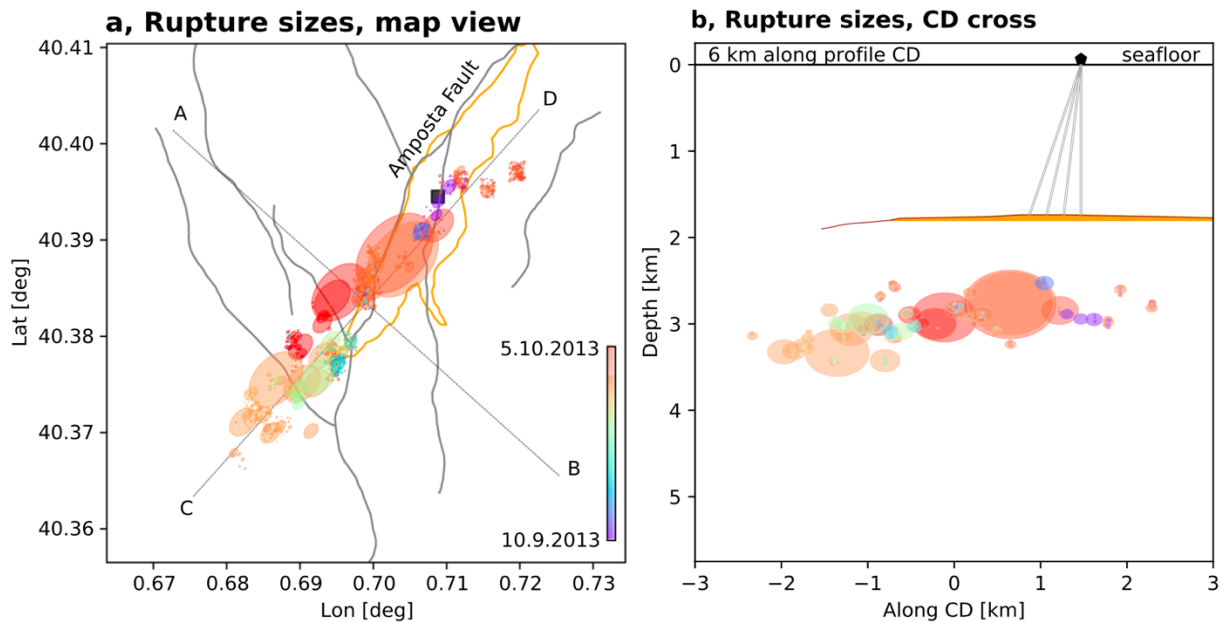 a, Rupture sizes, map view
40.41
40.40
40.39
40.38
40.37
40.36
Lat [deg]
A
D
Amposta Fault
B
C
5.10.2013
10.9.2013
0.67 0.68 0.69 0.70 0.71 0.72 0.73
Lon [deg]
b, Rupture sizes, CD cross
6 km along profile CD seafloor
0
1
2
3
4
5
Depth [km]
−3 −2 −1 0 1 2 3
Along CD [km]